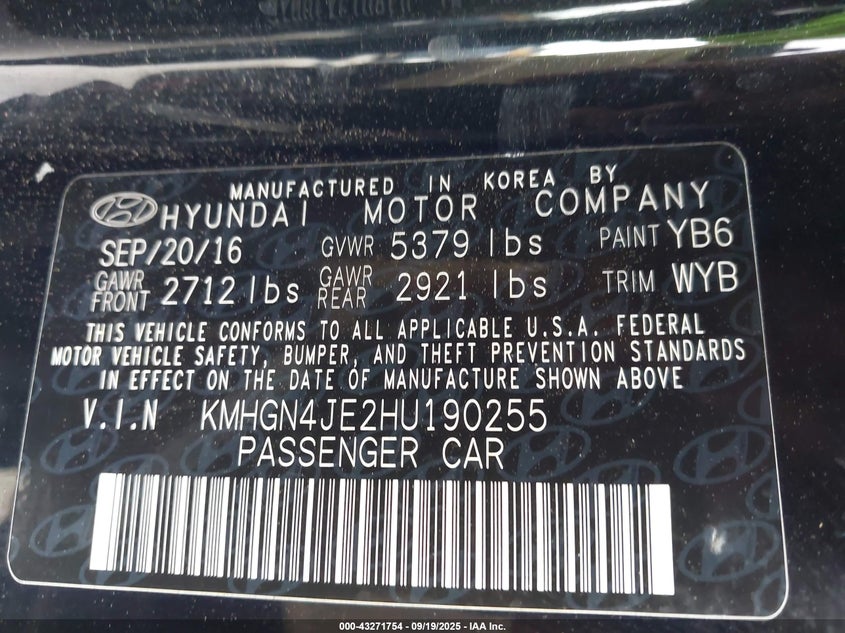 MANUFACTURED IN KOREA BY
HYUNDAI MOTOR COMPANY
SEP/20/16 GVWR 5379 lbs PAINT YB6
GAWR FRONT 2712 lbs GAWR REAR 2921 lbs TRIM WYB
THIS VEHICLE CONFORMS TO ALL APPLICABLE U.S.A. FEDERAL
MOTOR VEHICLE SAFETY, BUMPER, AND THEFT PREVENTION STANDARDS
IN EFFECT ON THE DATE OF MANUFACTURE SHOWN ABOVE
V.I.N KMHGN4JE2HU190255
PASSENGER CAR
000-43271754 - 09/19/2025 - IAA Inc.